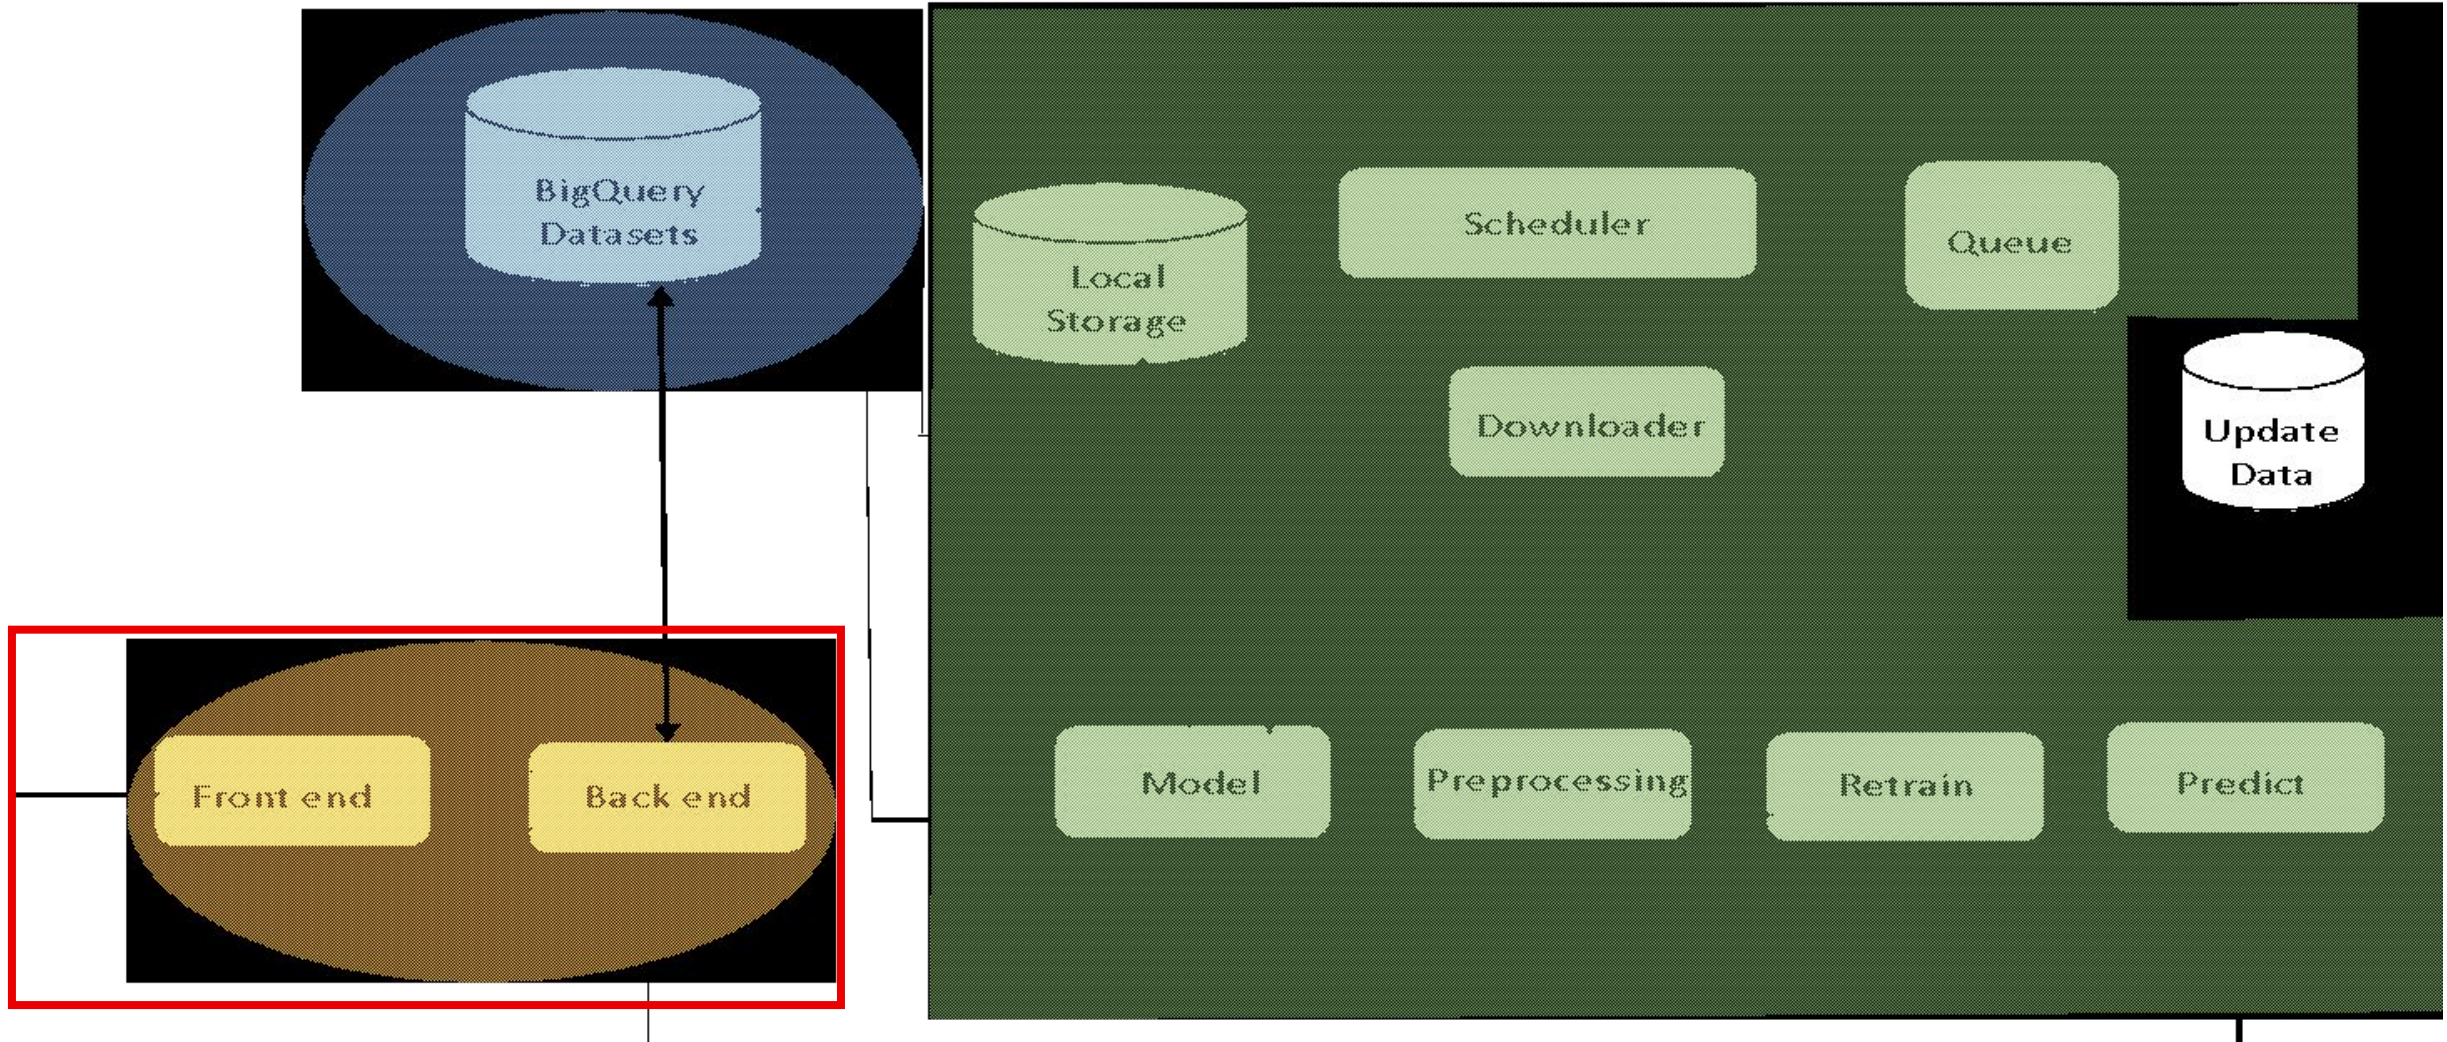 BigQuery
Datasets
Local
Storage
Scheduler
Queue
Downloader
Update
Data
Front end
Back end
Model
Preprocessing
Retrain
Predict